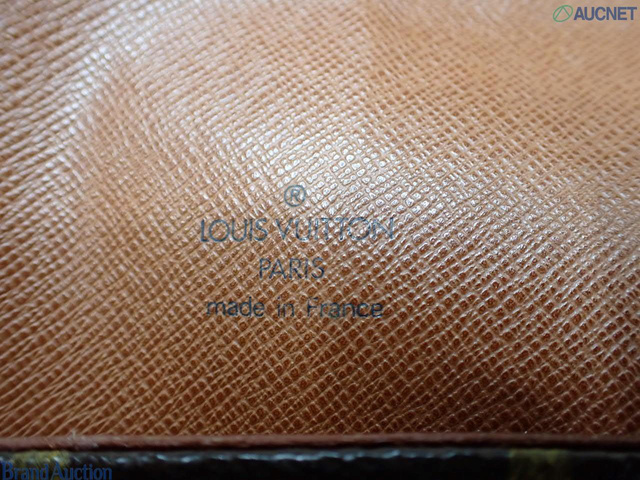 AUCNET
®
LOUIS VUITTON
PARIS
made in France
Brand Auction